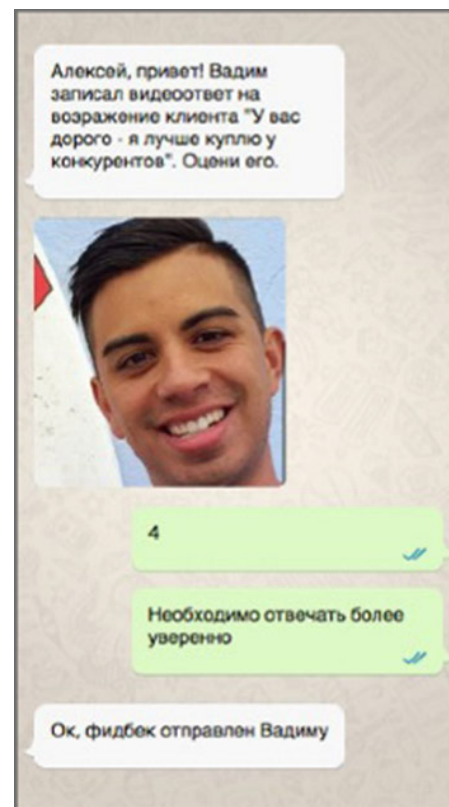 Алексей, привет! Вадим
записал видеоответ на
возражение клиента "У вас
дорого - я лучше куплю у
конкурентов". Оцени его.
4
Необходимо отвечать более
уверенно
Ок, фидбек отправлен Вадиму